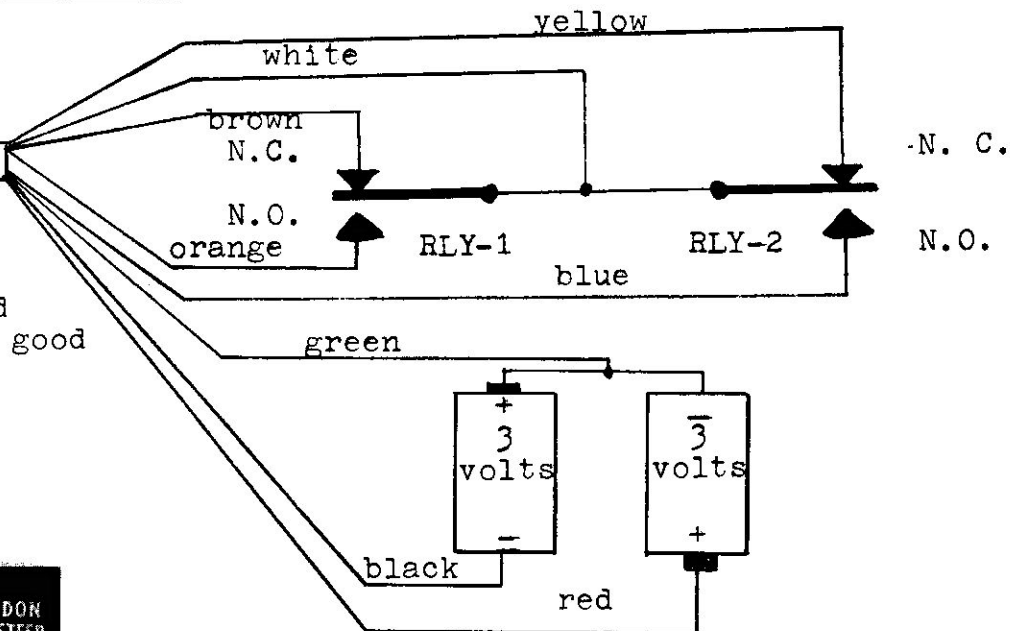 yellow
white
brown
N.C.
-N. C.
N.O.
orange
RLY-1
RLY-2
N.O.
blue
d
good
green
+
3
volts
-
-
3
volts
+
black
red
DON